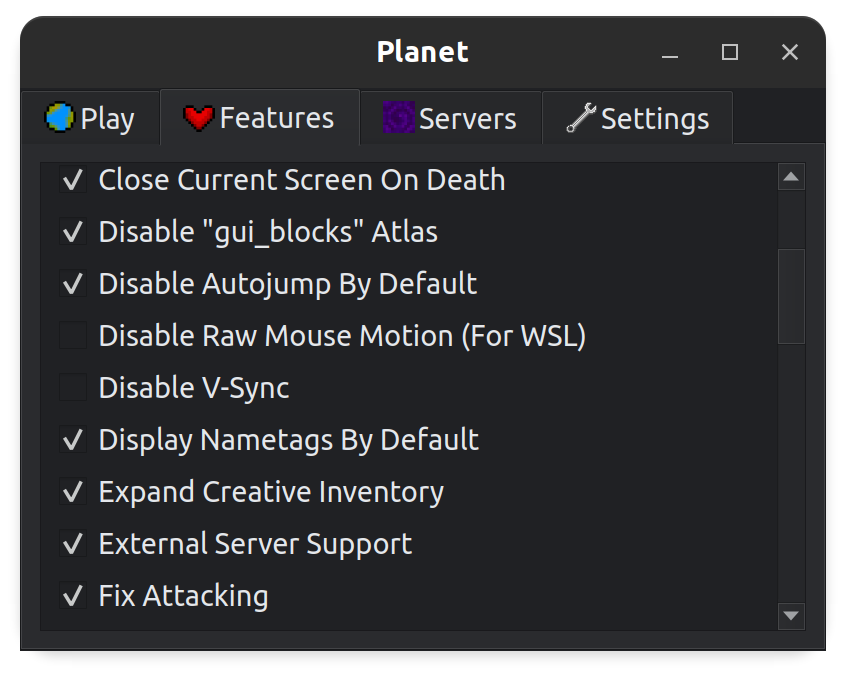 Planet
Play Features Servers Settings
Close Current Screen On Death
Disable "gui_blocks" Atlas
Disable Autojump By Default
Disable Raw Mouse Motion (For WSL)
Disable V-Sync
Display Nametags By Default
Expand Creative Inventory
External Server Support
Fix Attacking